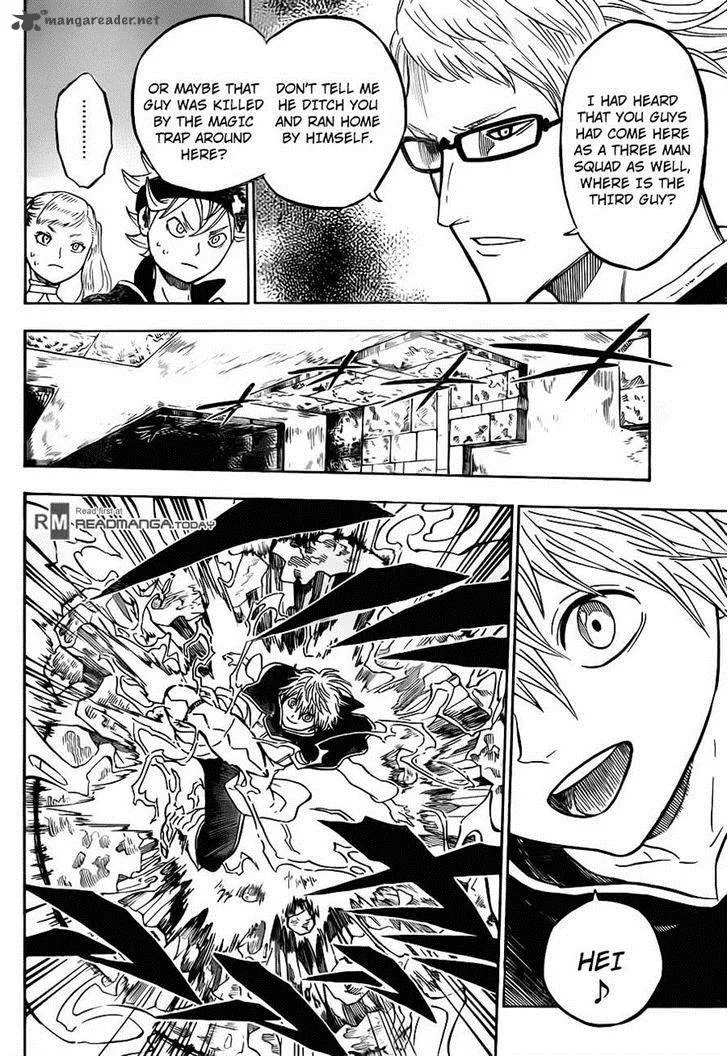 mangareader.net
I HAD HEARD
THAT YOU GUYS
HAD COME HERE
AS A THREE MAN
SQUAD AS WELL,
WHERE IS THE
THIRD GUY?
DON'T TELL ME
HE DITCH YOU
AND RAN HOME
BY HIMSELF.
OR MAYBE THAT
GUY WAS KILLED
BY THE MAGIC
TRAP AROUND
HERE?
........
HEI
♪
RM
Read first at
READMANGA.TODAY